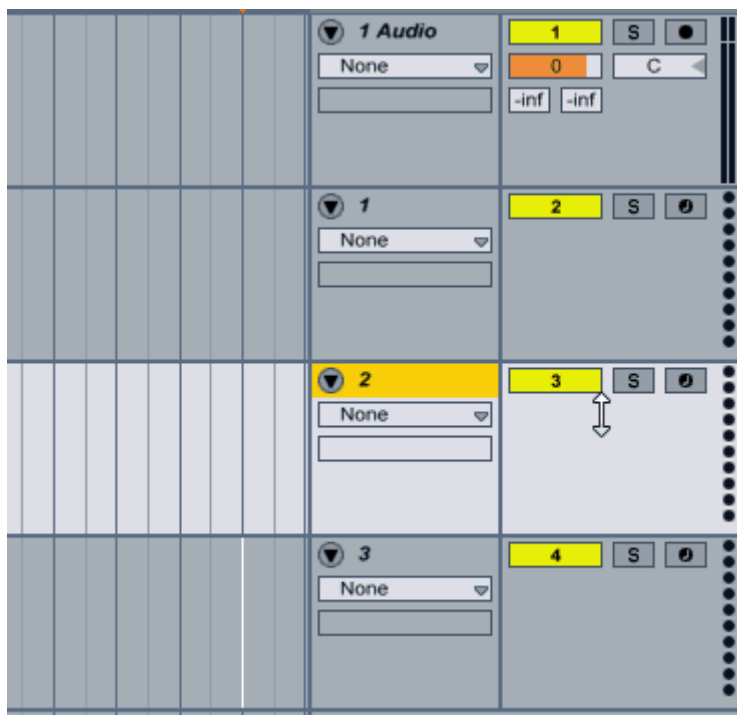 1 Audio 1 S
None 0 C
-inf -inf
1 2 S
None
2 3 S
None
3 4 S
None